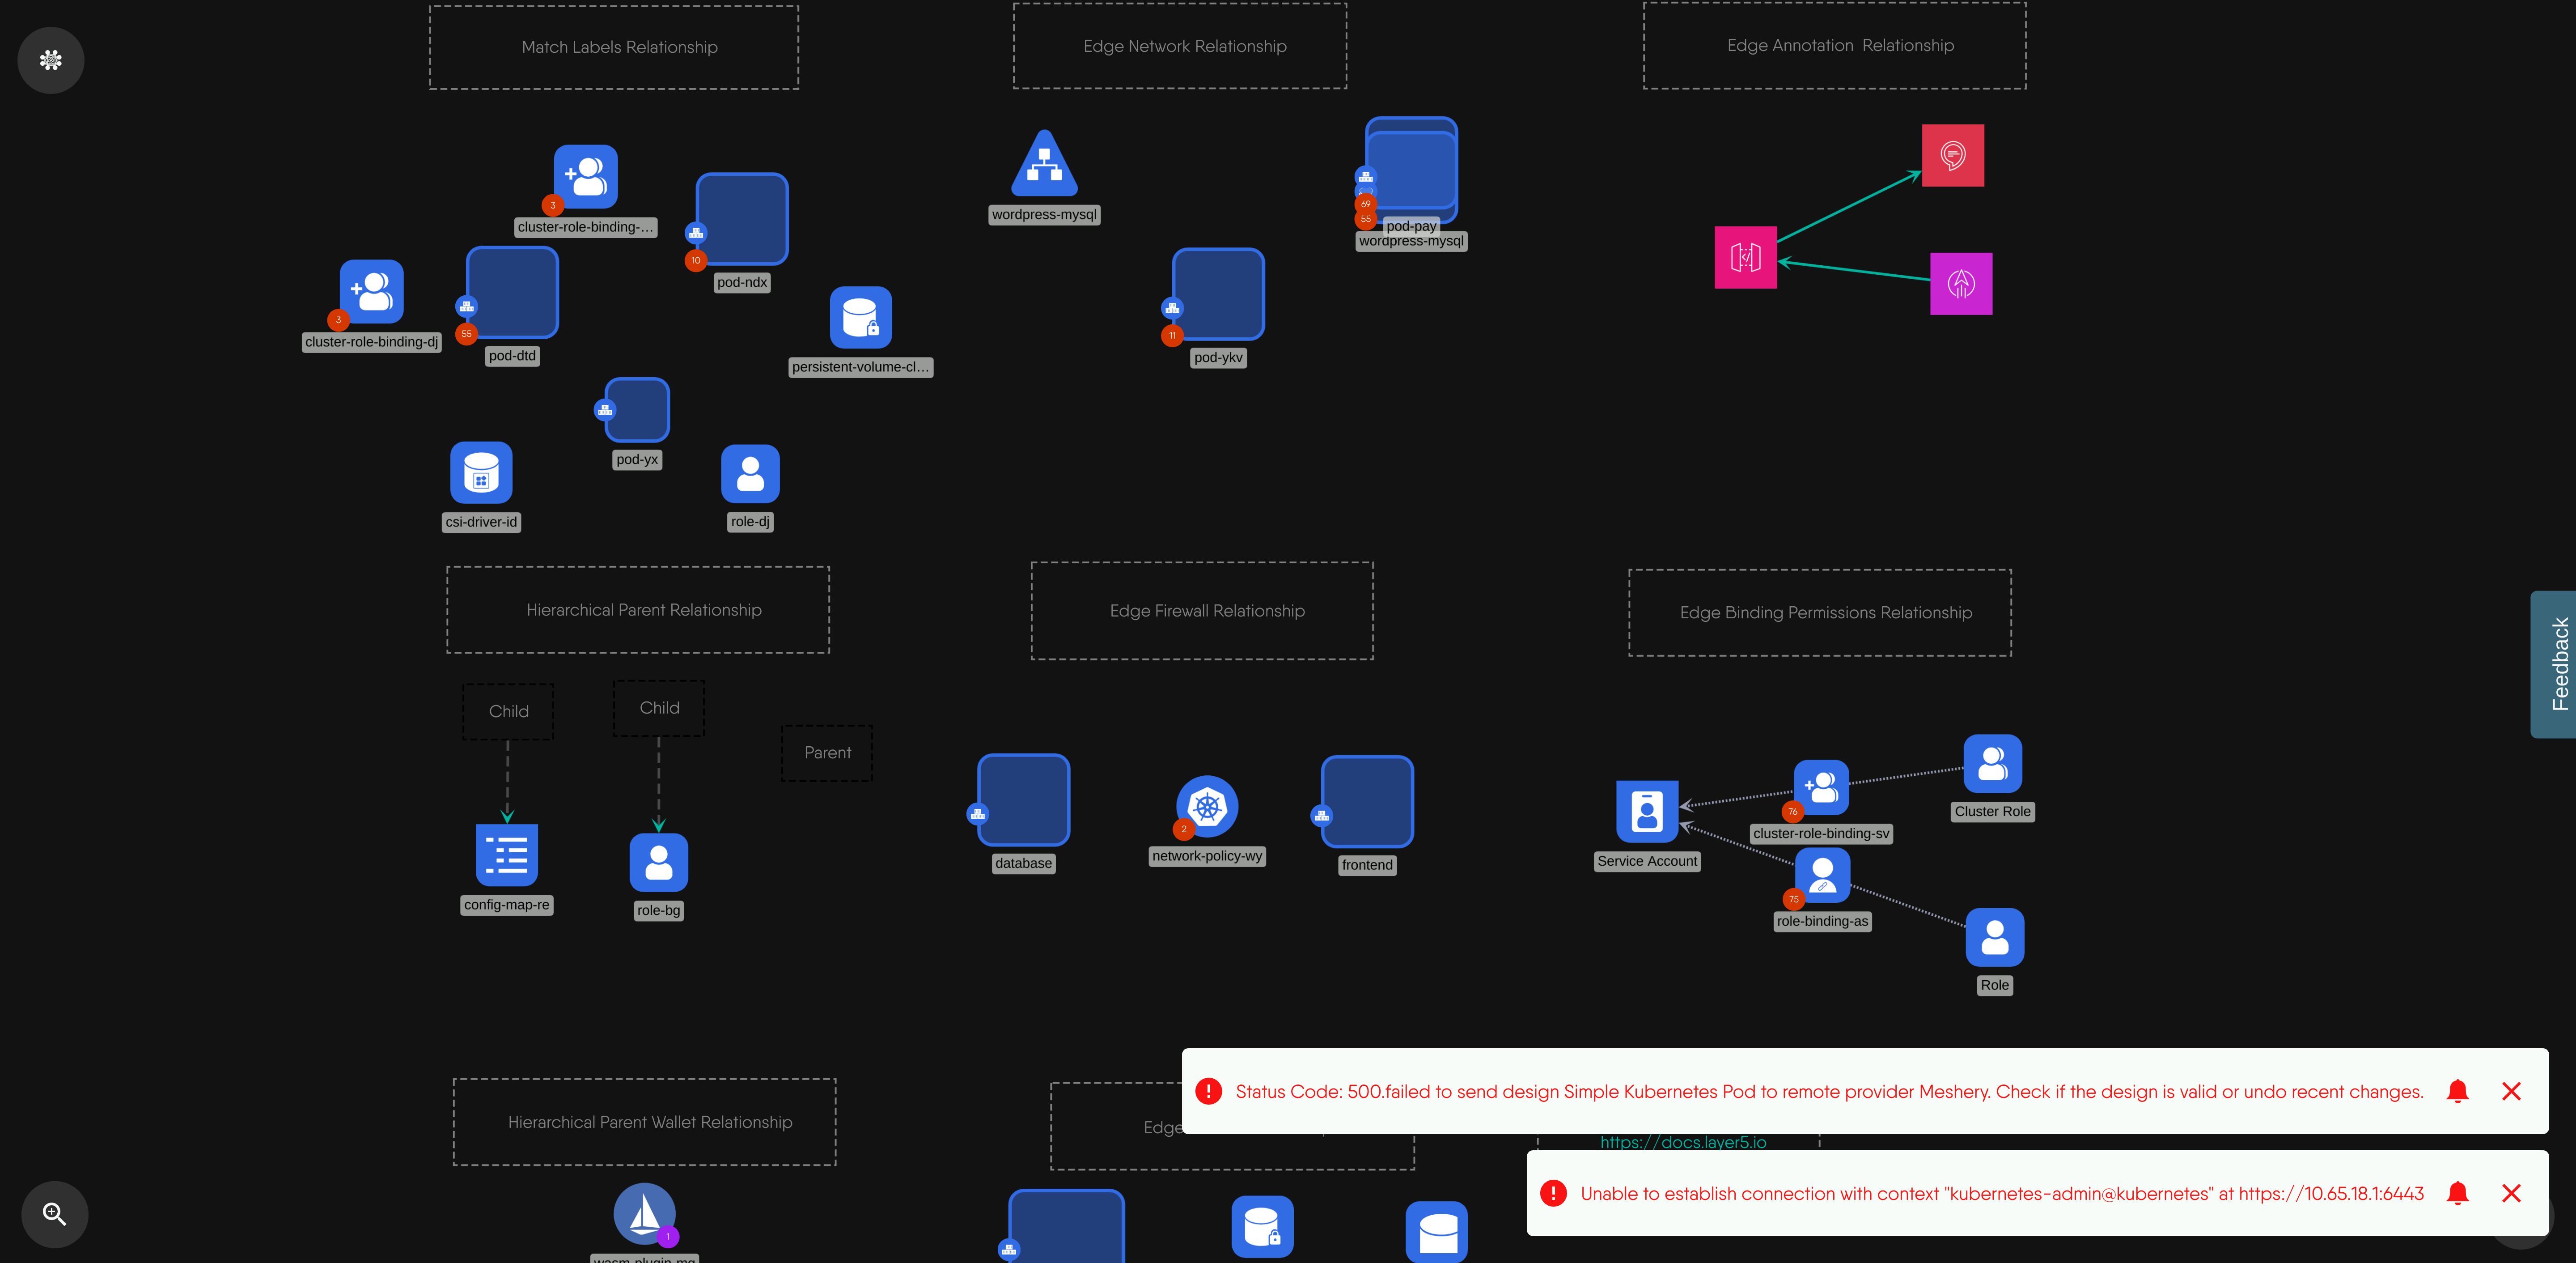 Match Labels Relationship
Edge Network Relationship
Edge Annotation Relationship
3
cluster-role-binding-...
10
pod-ndx
3
cluster-role-binding-dj
55
pod-dtd
persistent-volume-cl...
pod-yx
csi-driver-id
role-dj
wordpress-mysql
69
55
pod-pay
wordpress-mysql
11
pod-ykv
Hierarchical Parent Relationship
Edge Firewall Relationship
Edge Binding Permissions Relationship
Child
Child
Parent
config-map-re
role-bg
database
2
network-policy-wy
frontend
Service Account
76
cluster-role-binding-sv
Cluster Role
75
role-binding-as
Role
Feedback
Hierarchical Parent Wallet Relationship
Edge
Status Code: 500.failed to send design Simple Kubernetes Pod to remote provider Meshery. Check if the design is valid or undo recent changes.
https://docs.layer5.io
Unable to establish connection with context "kubernetes-admin@kubernetes" at https://10.65.18.1:6443
1
wasm-plugin-mg